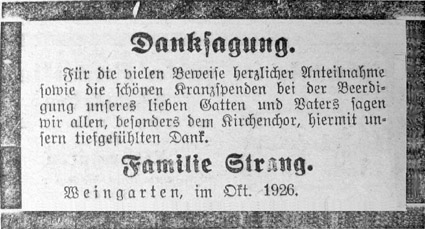 Danksagung.
Für die vielen Beweise herzlicher Anteilnahme
sowie die schönen Kranzspenden bei der Beerdi-
gung unseres lieben Gatten und Vaters sagen
wir allen, besonders dem Kirchenchor, hiermit un-
sern tiefgefühlten Dank.
Familie Strang.
Weingarten, im Okt. 1926.